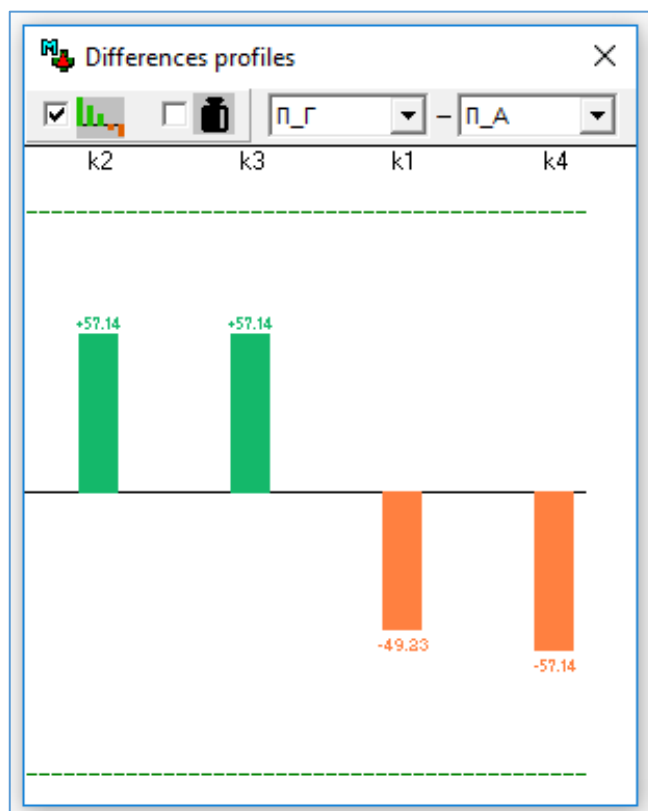 Differences profiles
П_Г – П_А
k2 k3 k1 k4
+57.14 +57.14
-49.23
-57.14